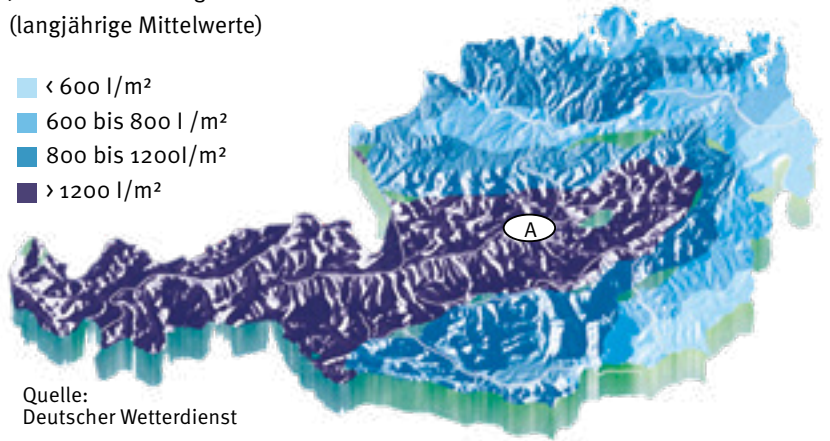 (langjährige Mittelwerte)
< 600 l/m²
600 bis 800 l /m²
800 bis 1200l/m²
> 1200 l/m²
A
Quelle:
Deutscher Wetterdienst